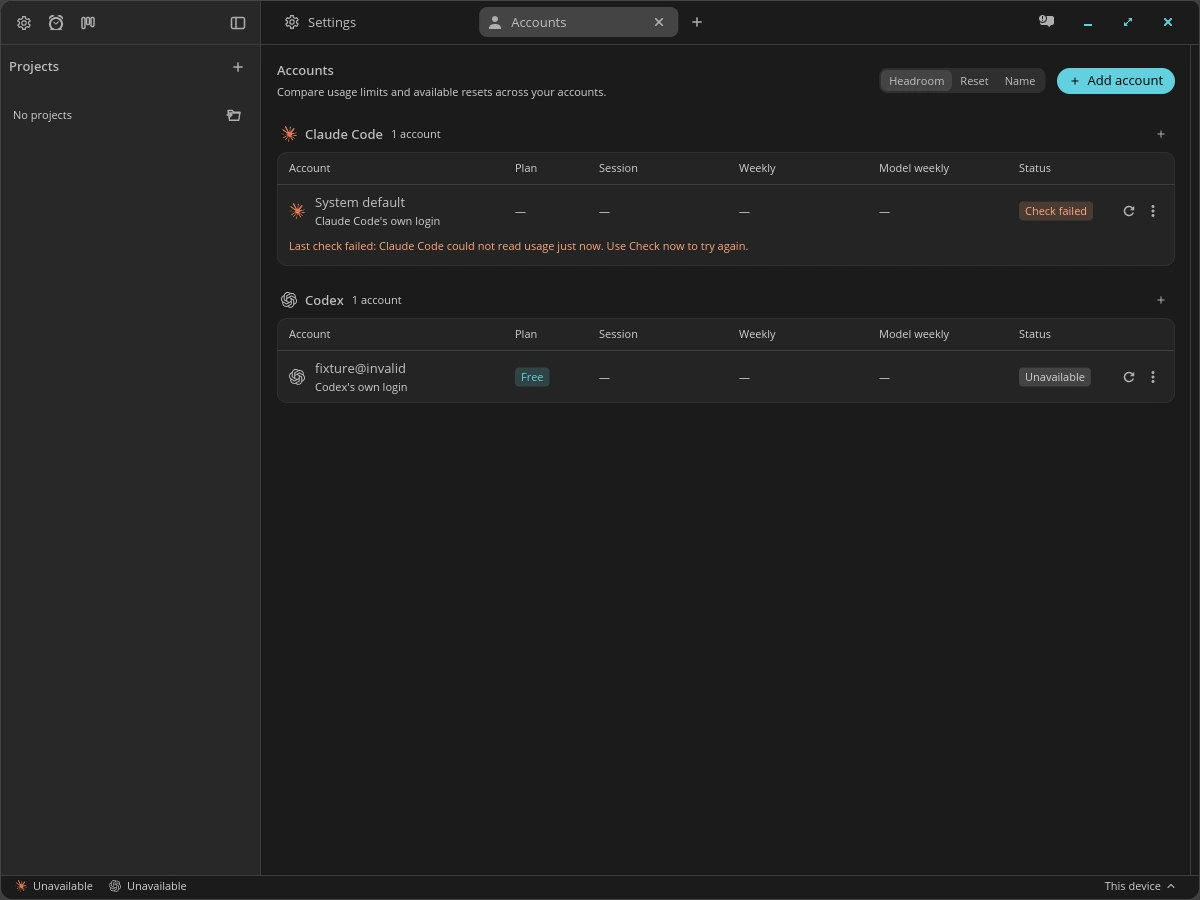 Settings
Accounts
Projects
No projects
Accounts
Compare usage limits and available resets across your accounts.
Headroom Reset Name
Add account
Claude Code 1 account
Account Plan Session Weekly Model weekly Status
System default
Claude Code's own login
— — — —
Check failed
Last check failed: Claude Code could not read usage just now. Use Check now to try again.
Codex 1 account
Account Plan Session Weekly Model weekly Status
fixture@invalid
Codex's own login
Free — — —
Unavailable
Unavailable Unavailable
This device